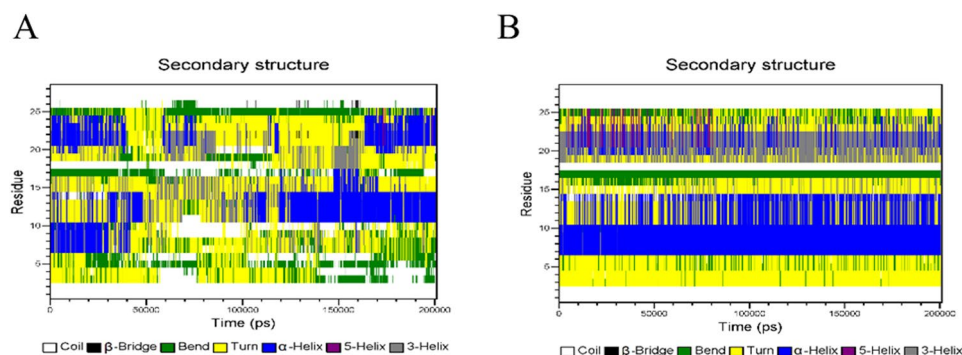 A
B
Secondary structure
Secondary structure
Residue
25
20
15
10
5
0
50000
100000
150000
200000
Time (ps)
Coil β-Bridge Bend Turn α-Helix 5-Helix 3-Helix
Residue
25
20
15
10
5
0
50000
100000
150000
200000
Time (ps)
Coil β-Bridge Bend Turn α-Helix 5-Helix 3-Helix